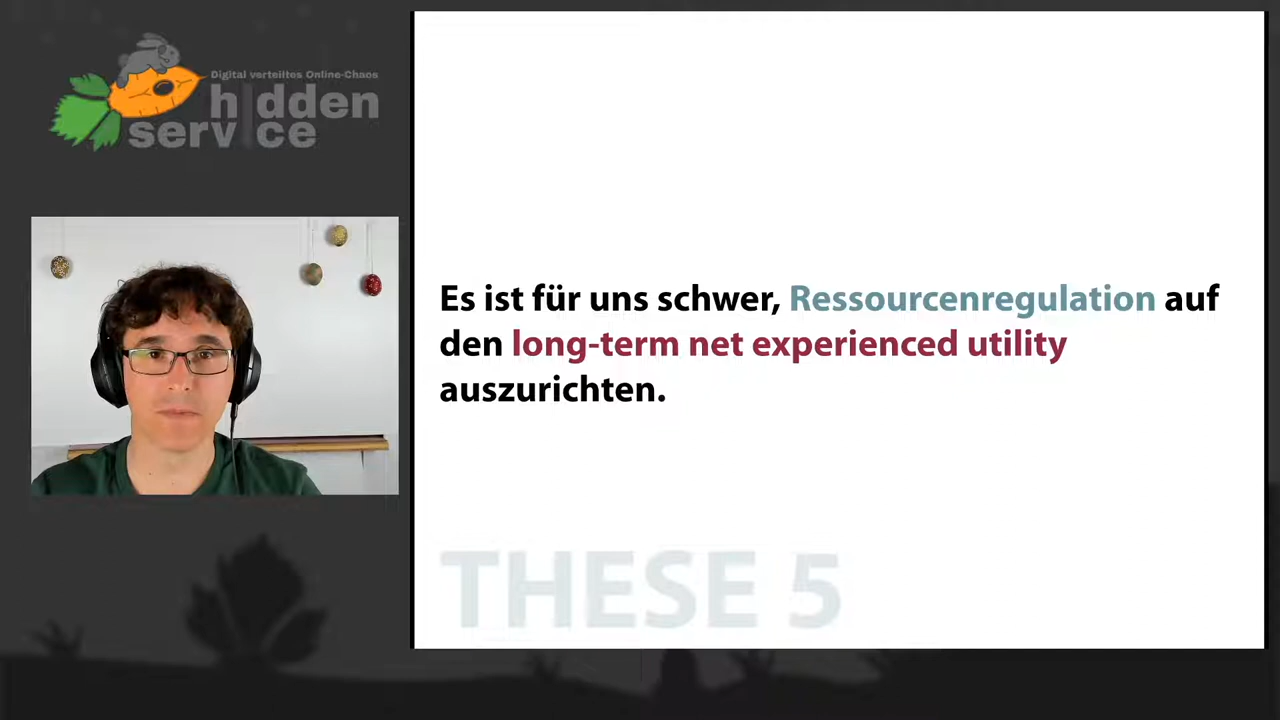 Digital verteiltes Online-Chaos
hidden
service
Es ist für uns schwer, Ressourcenregulation auf
den long-term net experienced utility
auszurichten.
THESE 5